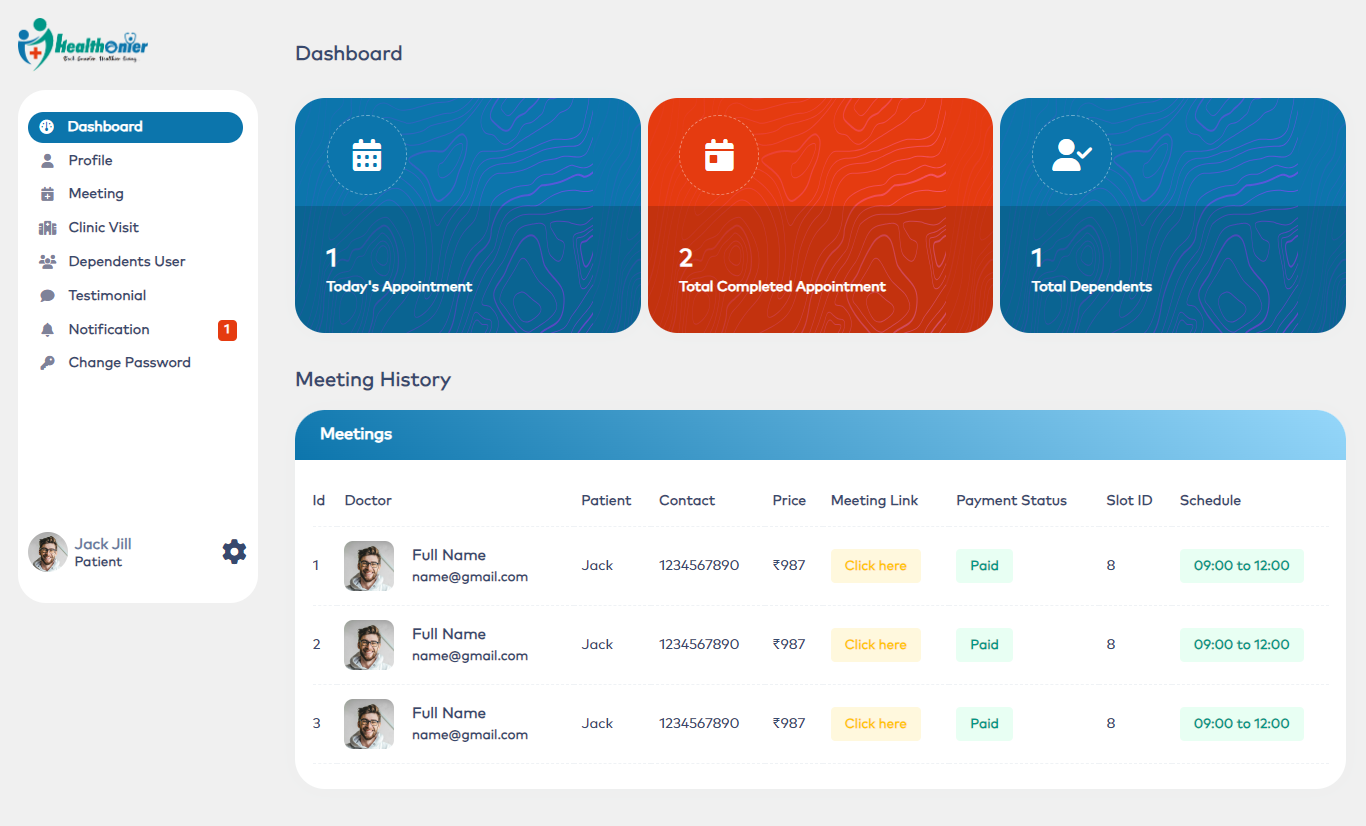 HealthOnier
Dashboard
Dashboard
Profile
Meeting
Clinic Visit
Dependents User
Testimonial
Notification 1
Change Password
Jack Jill
Patient
1
Today's Appointment
2
Total Completed Appointment
1
Total Dependents
Meeting History
Meetings
Id Doctor Patient Contact Price Meeting Link Payment Status Slot ID Schedule
1 Full Name Jack 1234567890 ₹987 Click here Paid 8 09:00 to 12:00
name@gmail.com
2 Full Name Jack 1234567890 ₹987 Click here Paid 8 09:00 to 12:00
name@gmail.com
3 Full Name Jack 1234567890 ₹987 Click here Paid 8 09:00 to 12:00
name@gmail.com